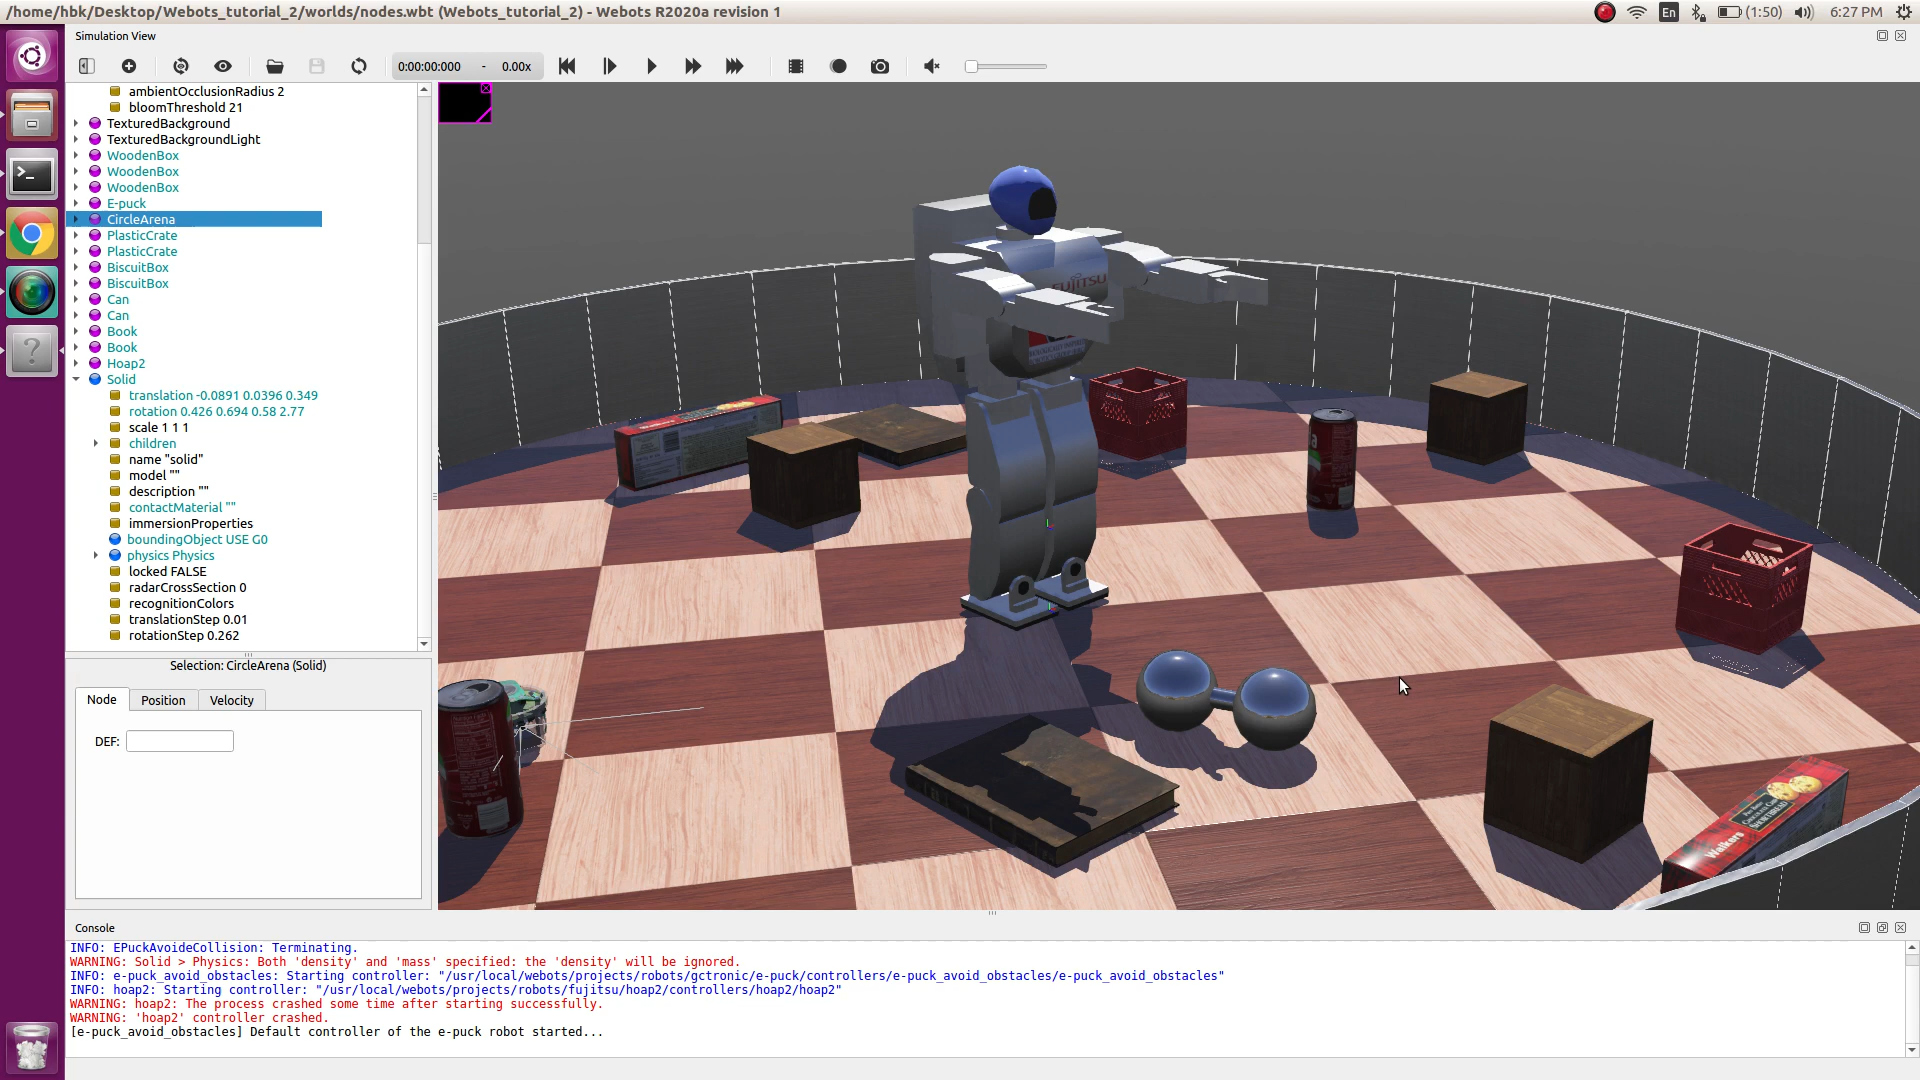 /home/hbk/Desktop/Webots_tutorial_2/worlds/nodes.wbt (Webots_tutorial_2) - Webots R2020a revision 1
En
(1:50)
6:27 PM
Simulation View
0:00:00:000 - 0.00x
ambientOcclusionRadius 2
bloomThreshold 21
TexturedBackground
TexturedBackgroundLight
WoodenBox
WoodenBox
WoodenBox
E-puck
CircleArena
PlasticCrate
PlasticCrate
BiscuitBox
BiscuitBox
Can
Can
Book
Book
Hoap2
Solid
translation -0.0891 0.0396 0.349
rotation 0.426 0.694 0.58 2.77
scale 1 1 1
children
name "solid"
model ""
description ""
contactMaterial ""
immersionProperties
boundingObject USE G0
physics Physics
locked FALSE
radarCrossSection 0
recognitionColors
translationStep 0.01
rotationStep 0.262
FUJITSU
Walkers
SHORTBREAD
Selection: CircleArena (Solid)
Node
Position
Velocity
DEF:
Console
INFO: EPuckAvoideCollision: Terminating.
WARNING: Solid > Physics: Both 'density' and 'mass' specified: the 'density' will be ignored.
INFO: e-puck_avoid_obstacles: Starting controller: "/usr/local/webots/projects/robots/gctronic/e-puck/controllers/e-puck_avoid_obstacles/e-puck_avoid_obstacles"
INFO: hoap2: Starting controller: "/usr/local/webots/projects/robots/fujitsu/hoap2/controllers/hoap2/hoap2"
WARNING: hoap2: The process crashed some time after starting successfully.
WARNING: 'hoap2' controller crashed.
[e-puck_avoid_obstacles] Default controller of the e-puck robot started...